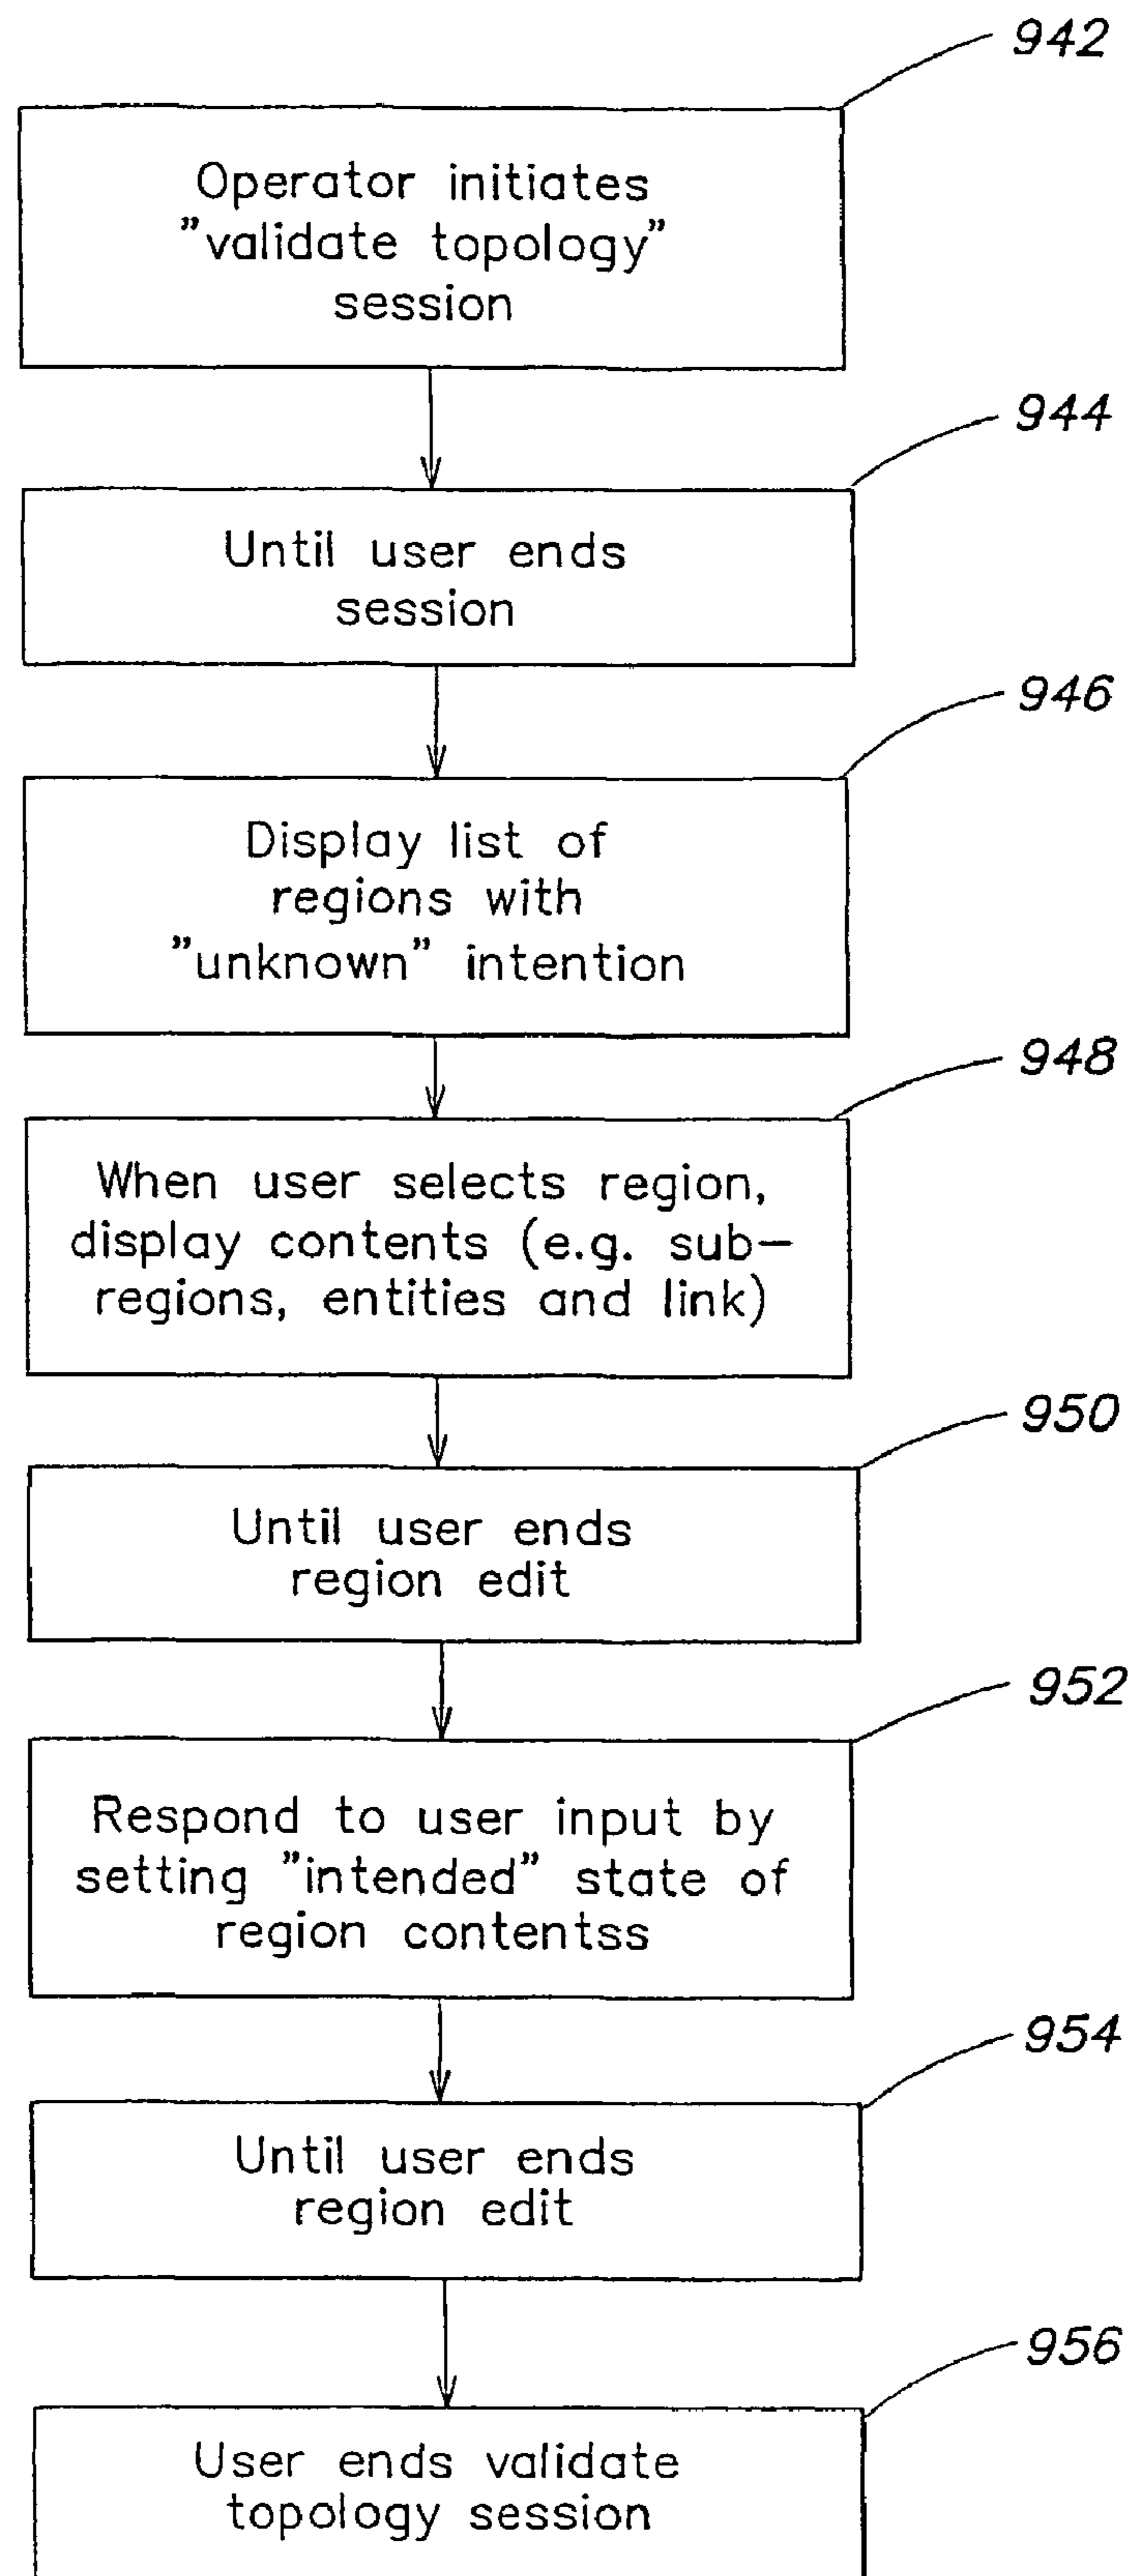 942
Operator initiates
"validate topology"
session
944
Until user ends
session
946
Display list of
regions with
"unknown" intention
948
When user selects region,
display contents (e.g. sub-
regions, entities and link)
950
Until user ends
region edit
952
Respond to user input by
setting "intended" state of
region contentss
954
Until user ends
region edit
956
User ends validate
topology session